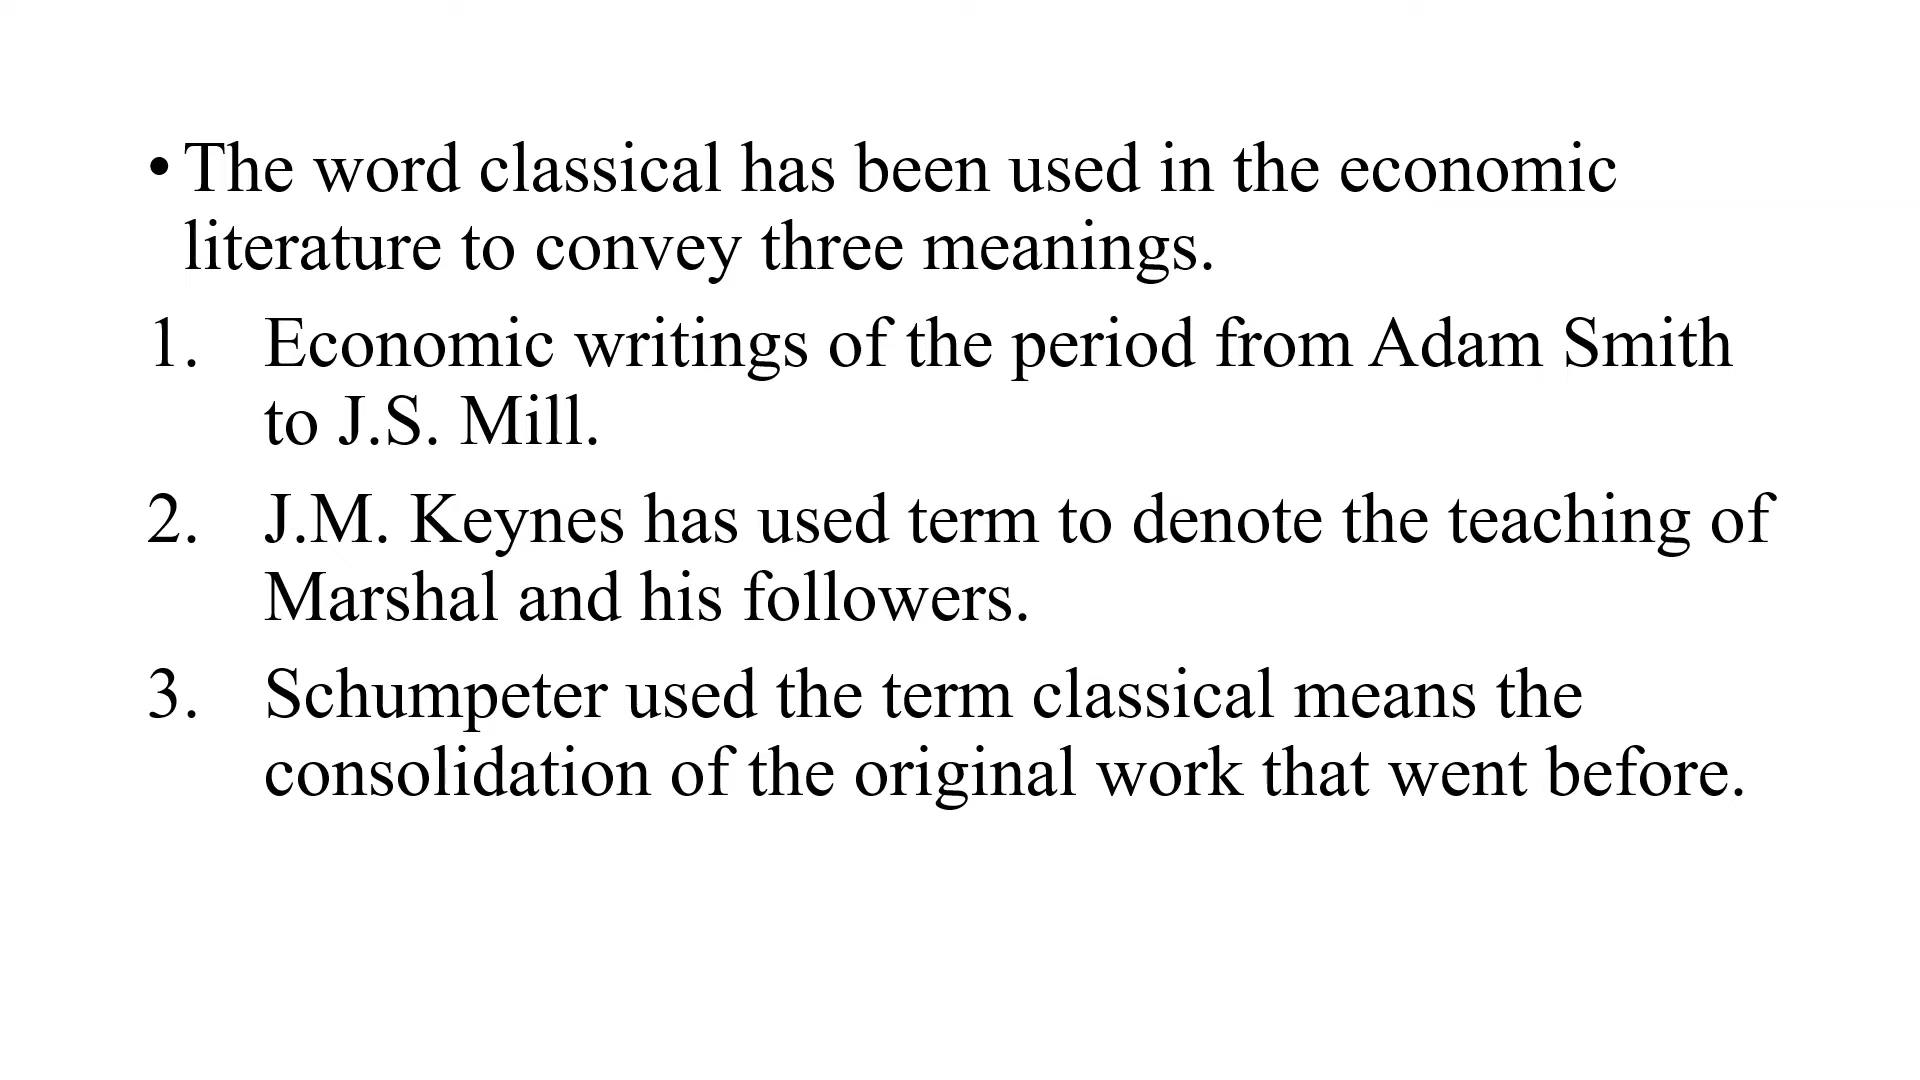 • The word classical has been used in the economic
literature to convey three meanings.
1. Economic writings of the period from Adam Smith
to J.S. Mill.
2. J.M. Keynes has used term to denote the teaching of
Marshal and his followers.
3. Schumpeter used the term classical means the
consolidation of the original work that went before.